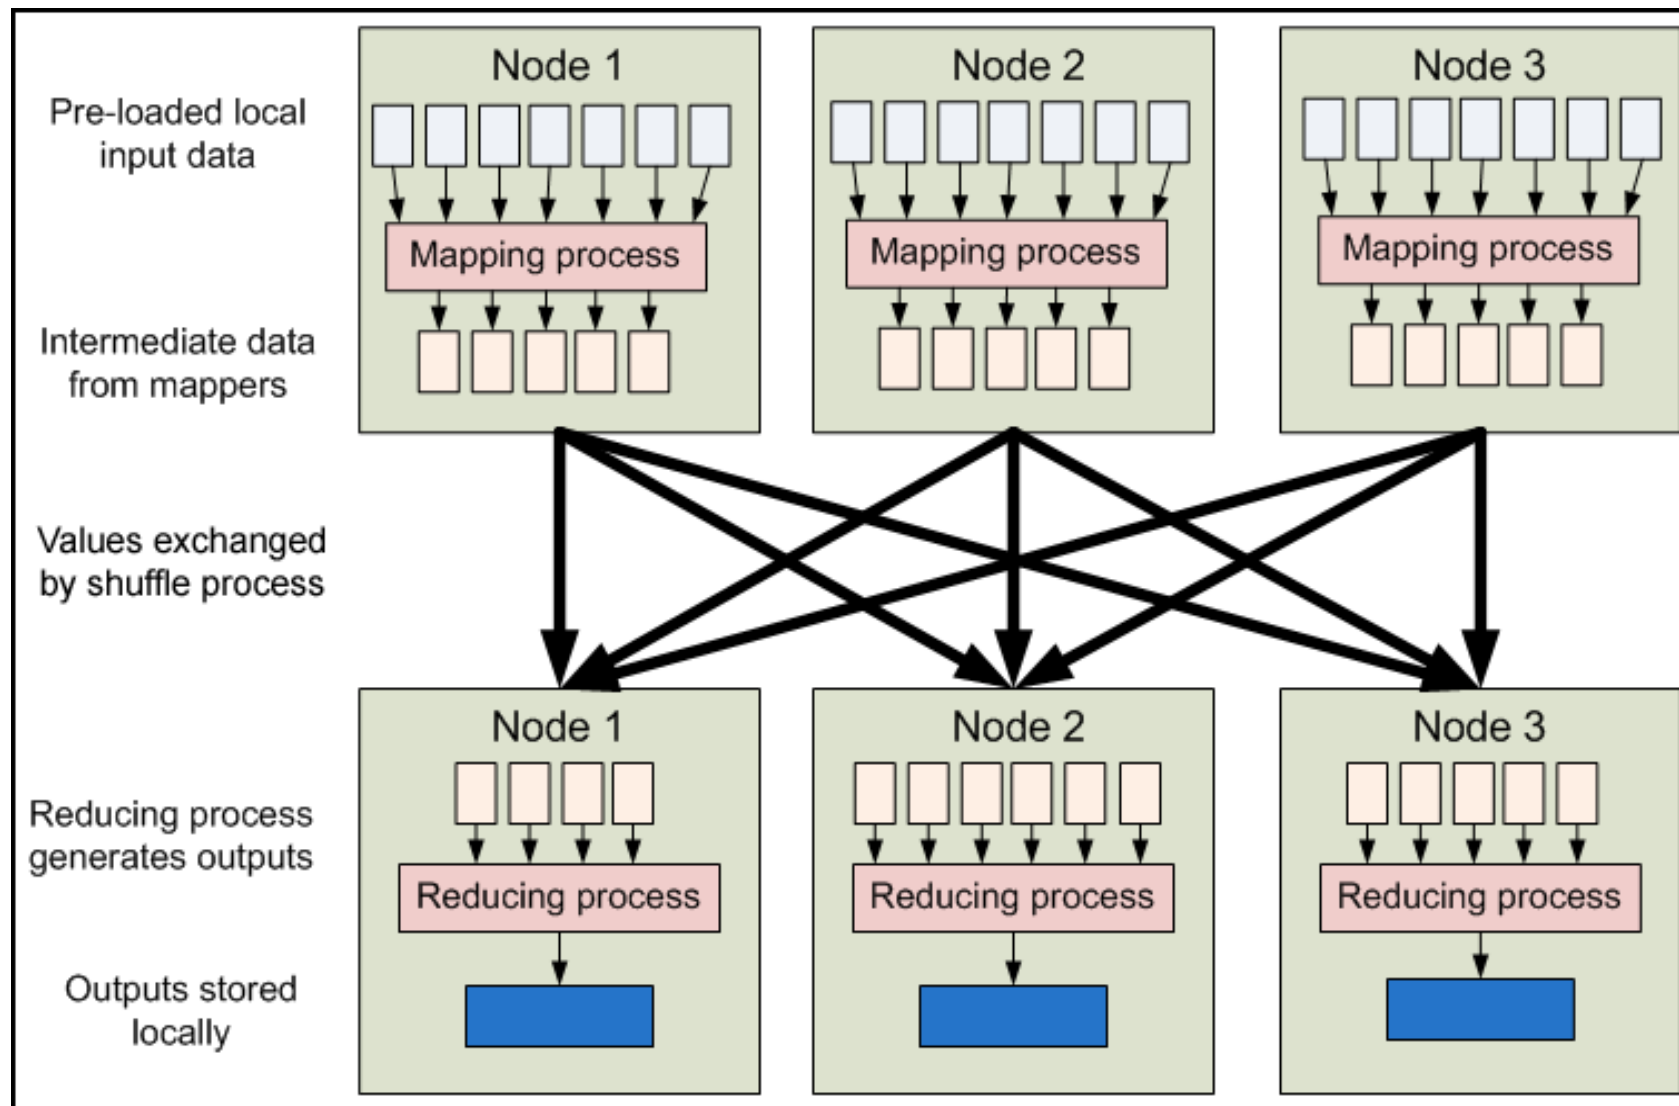 Node 1
Node 2
Node 3
Pre-loaded local
input data
Mapping process
Mapping process
Mapping process
Intermediate data
from mappers
Values exchanged
by shuffle process
Node 1
Node 2
Node 3
Reducing process
generates outputs
Reducing process
Reducing process
Reducing process
Outputs stored
locally